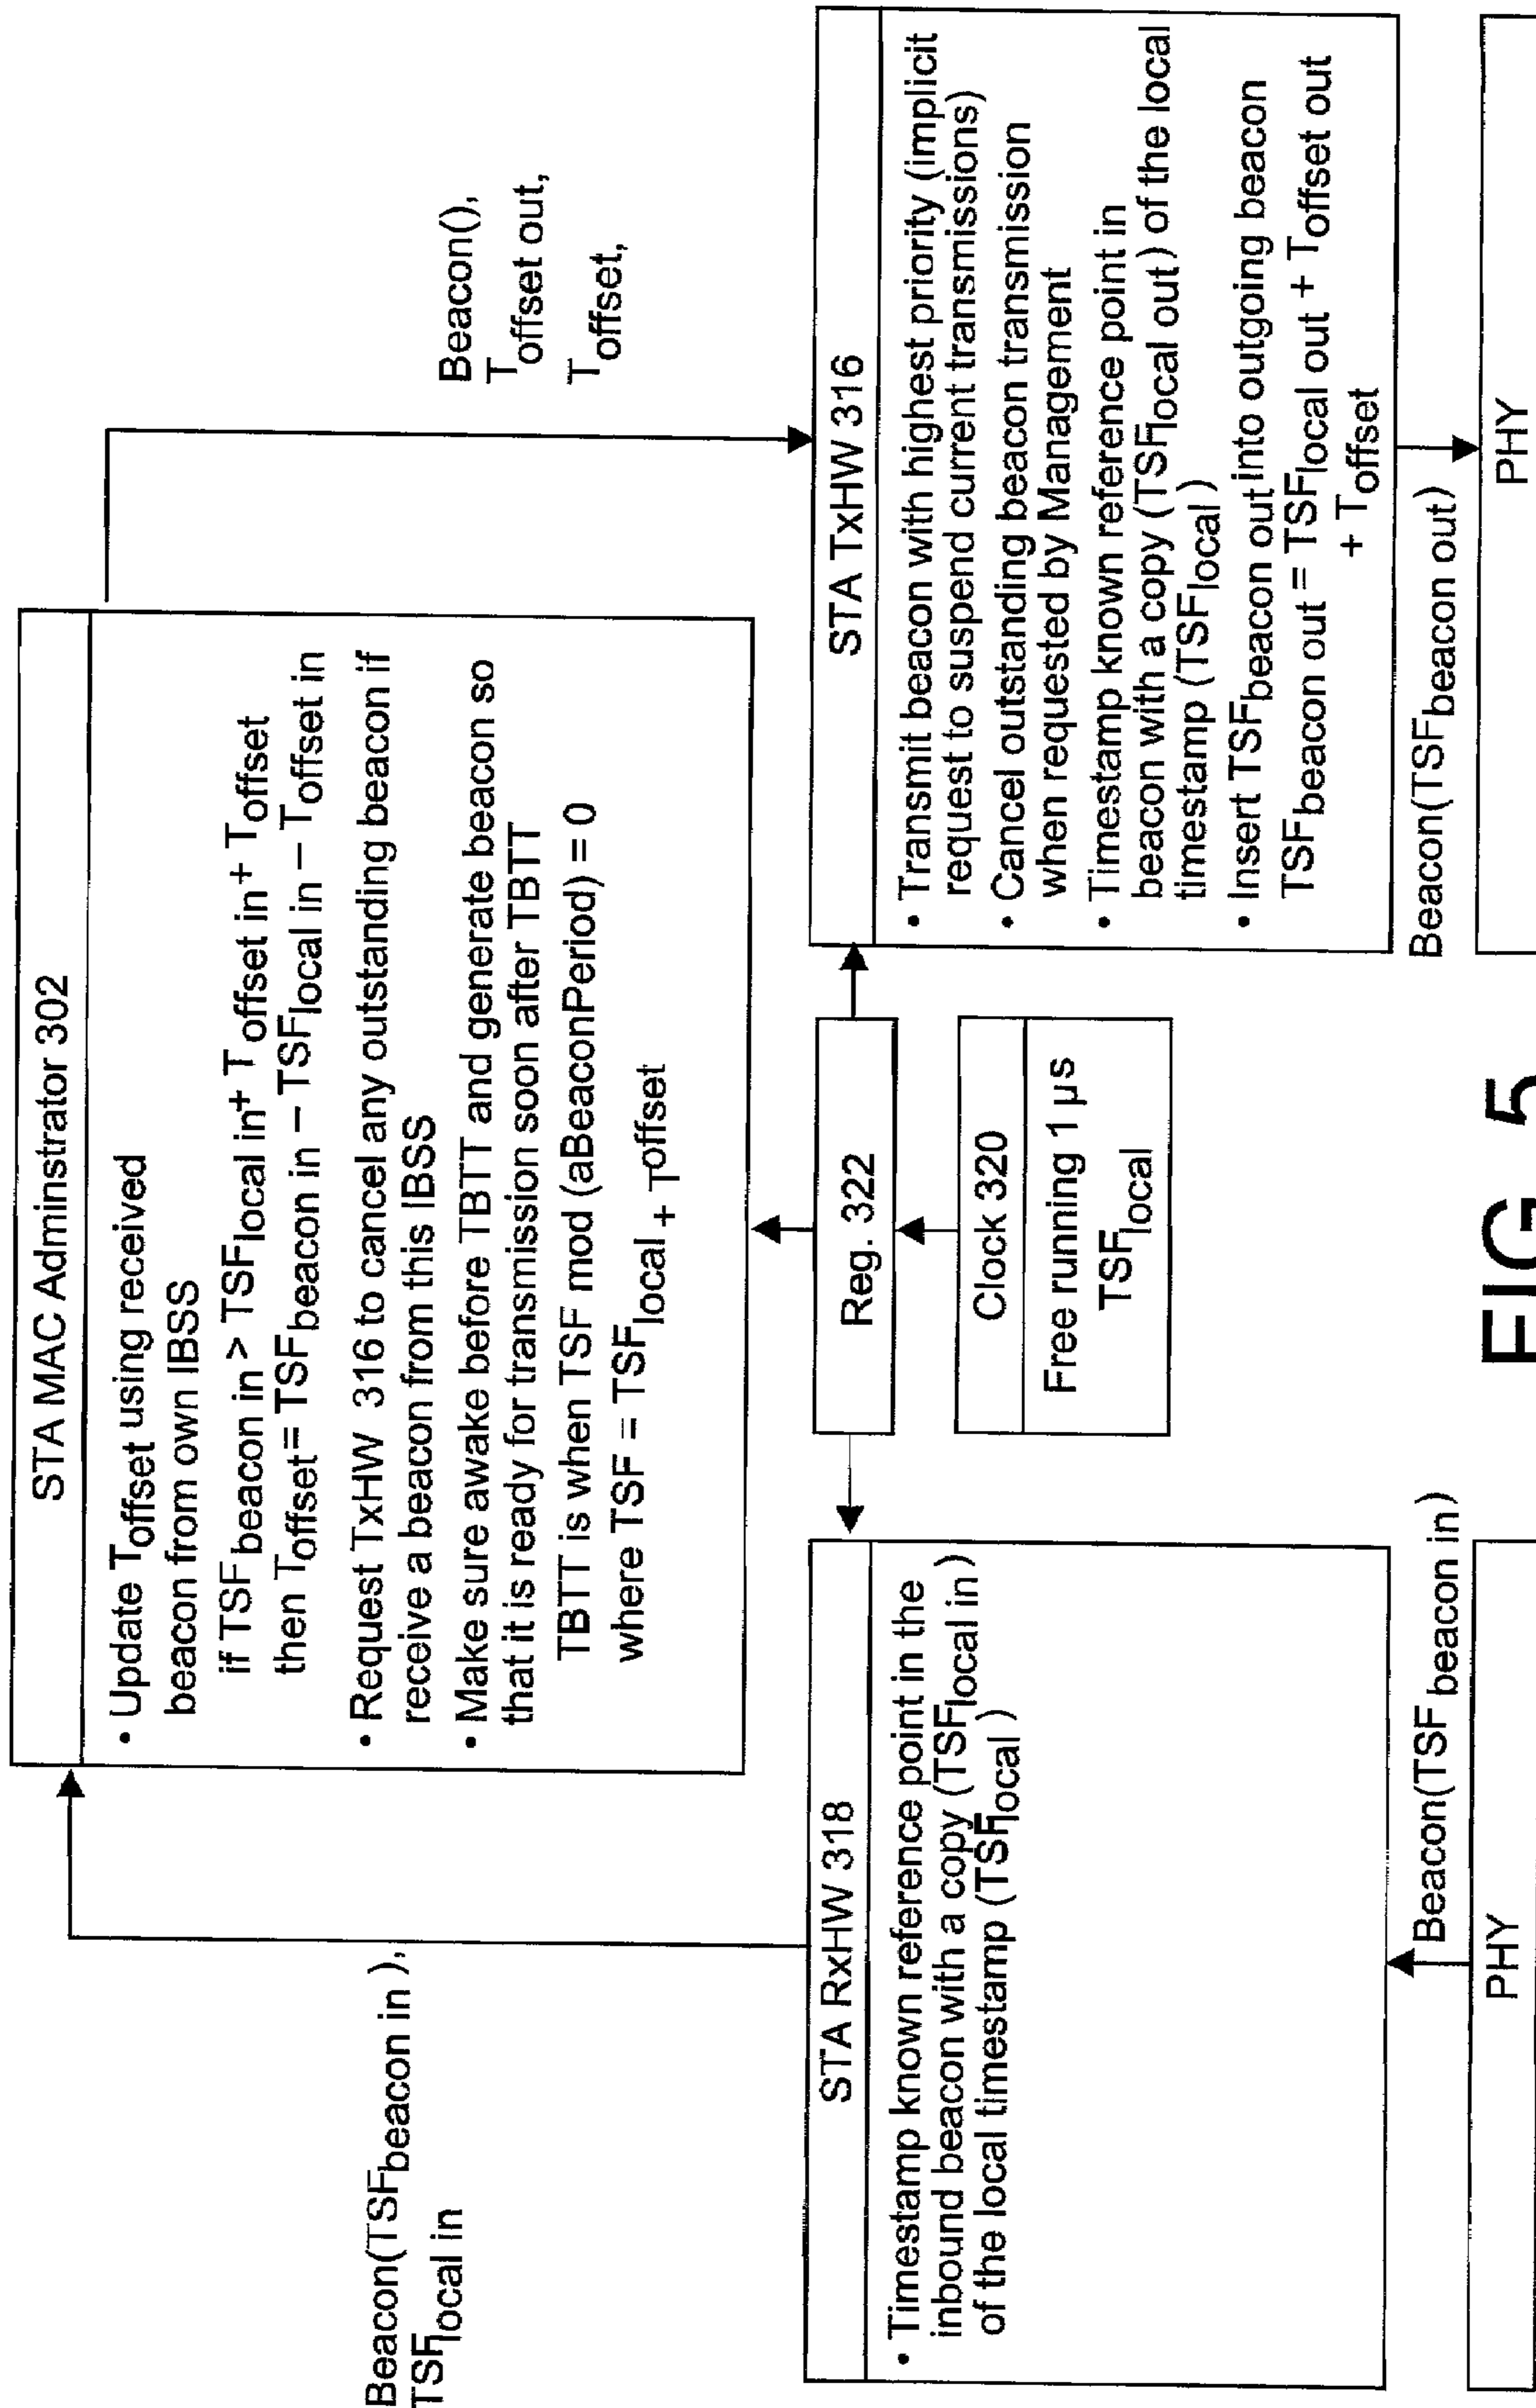 STA MAC Adminstrator 302
• Update Toffset using received
beacon from own IBSS
if TSFbeacon in > TSFlocal in + Toffset in + Toffset
then Toffset = TSFbeacon in − TSFlocal in − Toffset in
• Request TxHW 316 to cancel any outstanding beacon if
receive a beacon from this IBSS
• Make sure awake before TBTT and generate beacon so
that it is ready for transmission soon after TBTT
TBTT is when TSF mod (aBeaconPeriod) = 0
where TSF = TSFlocal + Toffset
Beacon(TSFbeacon in),
TSFlocal in
Beacon(),
Toffset out,
Toffset,
STA RxHW 318
• Timestamp known reference point in the
inbound beacon with a copy (TSFlocal in)
of the local timestamp (TSFlocal)
Reg. 322
Clock 320
Free running 1 µs
TSFlocal
STA TxHW 316
• Transmit beacon with highest priority (implicit
request to suspend current transmissions)
• Cancel outstanding beacon transmission
when requested by Management
• Timestamp known reference point in
beacon with a copy (TSFlocal out) of the local
timestamp (TSFlocal)
• Insert TSFbeacon out into outgoing beacon
TSFbeacon out = TSFlocal out + Toffset out
+ Toffset
Beacon(TSFbeacon in)
PHY
Beacon(TSFbeacon out)
PHY
FIG 5